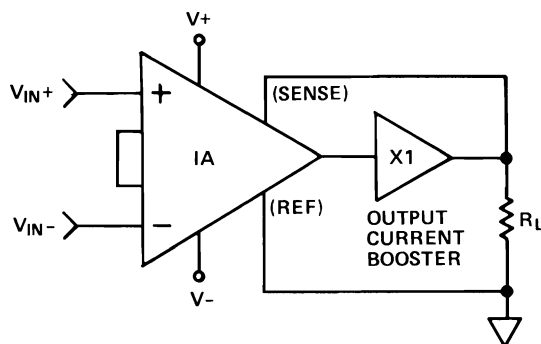 V+
(SENSE)
VIN+
+
IA
X1
VIN–
–
(REF)
OUTPUT
CURRENT
BOOSTER
RL
V–